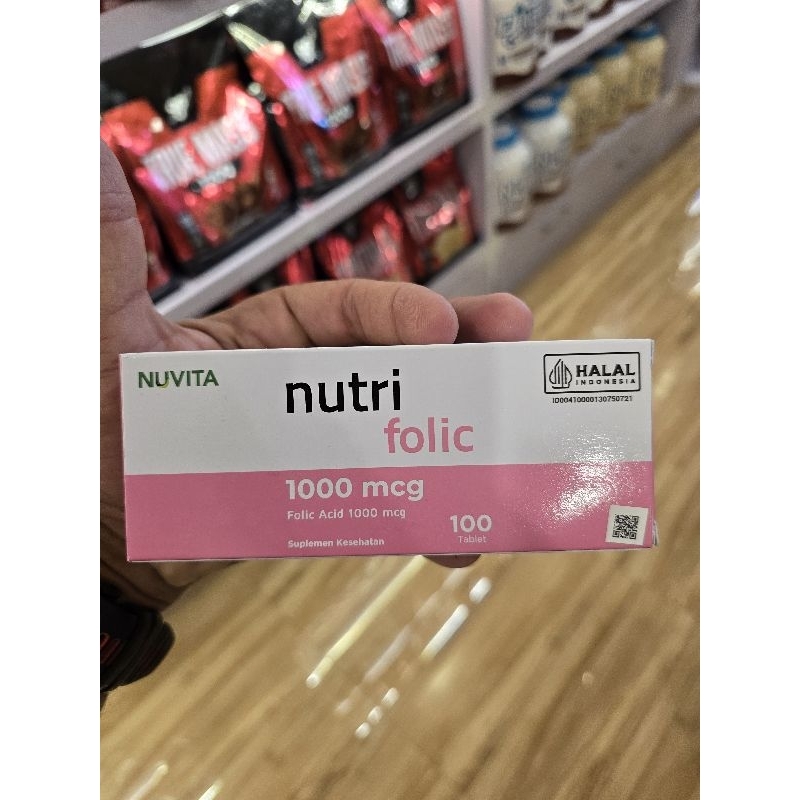 NUVITA
nutri
folic
HALAL
INDONESIA
ID00410000130750721
1000 mcg
Folic Acid 1000 mcg
100
Tablet
Suplemen Kesehatan